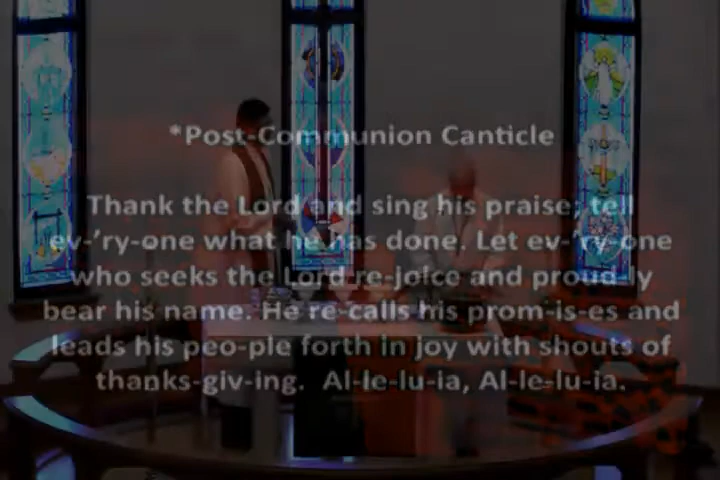 *Post-Communion Canticle
Thank the Lord and sing his praise; tell
ev-'ry-one what he has done. Let ev-'ry-one
who seeks the Lord re-joice and proud-ly
bear his name. He re-calls his prom-is-es and
leads his peo-ple forth in joy with shouts of
thanks-giv-ing. Al-le-lu-ia, Al-le-lu-ia.